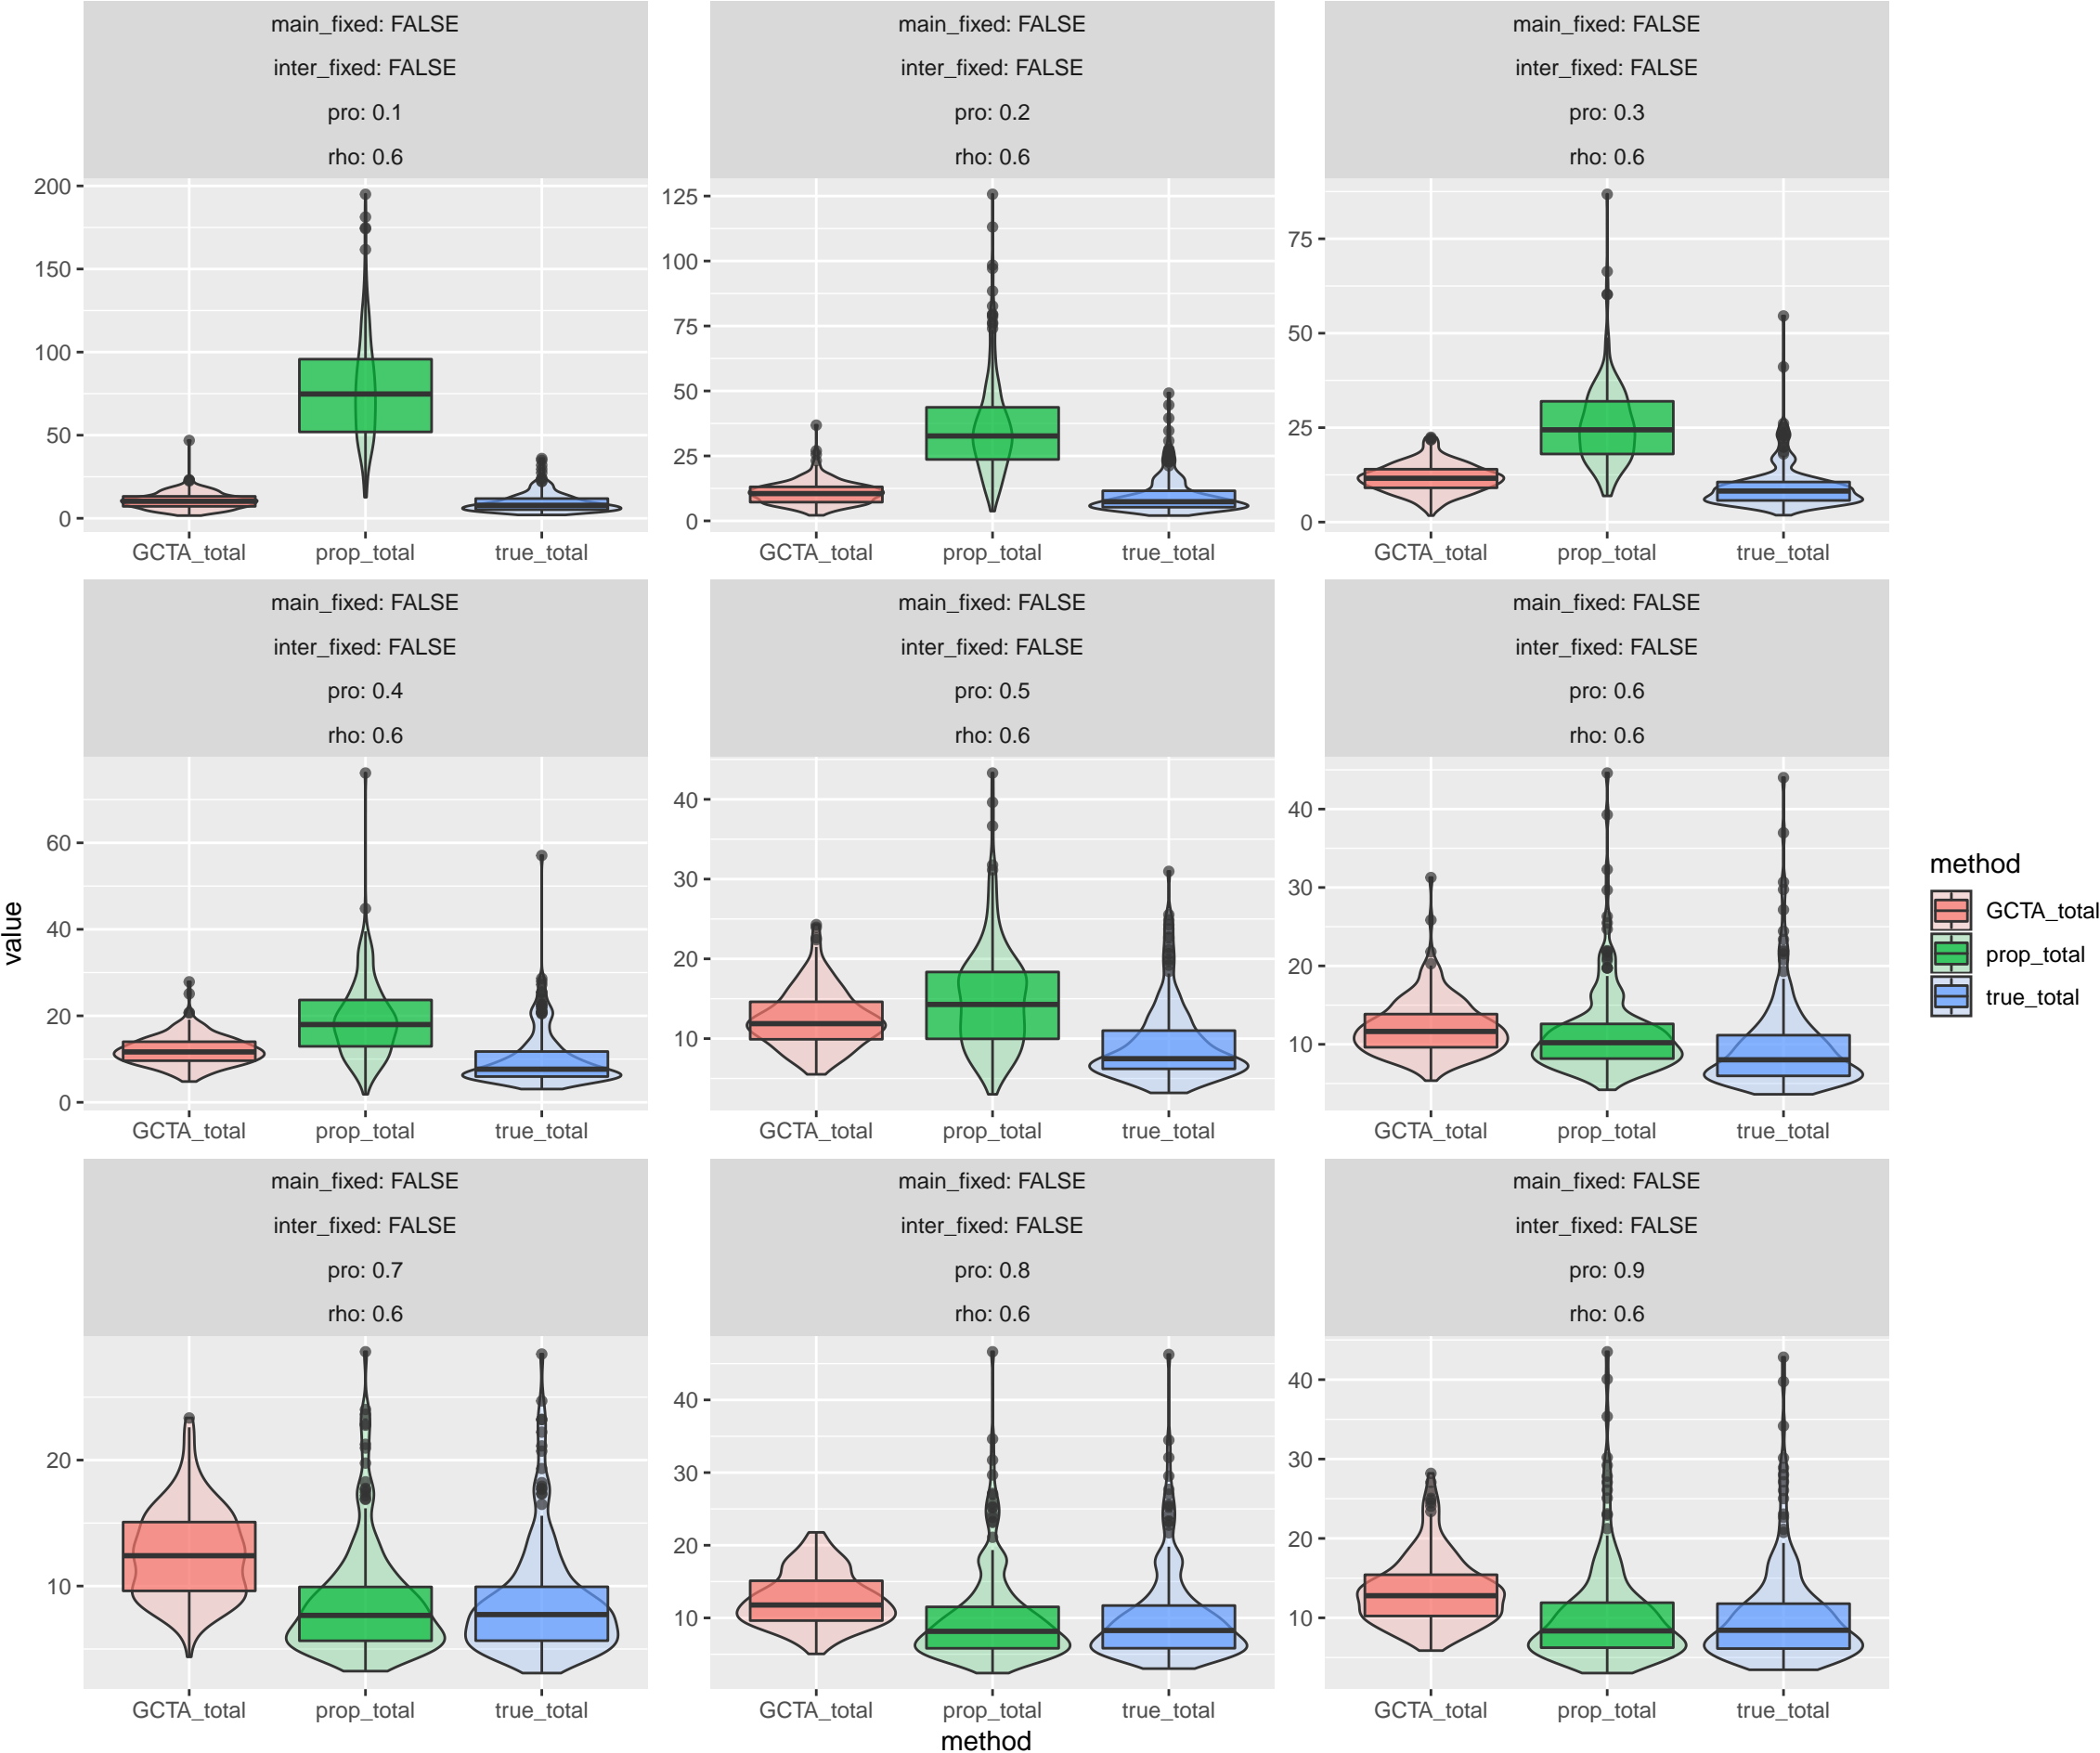 main_fixed: FALSE
inter_fixed: FALSE
pro: 0.1
rho: 0.6
main_fixed: FALSE
inter_fixed: FALSE
pro: 0.2
rho: 0.6
main_fixed: FALSE
inter_fixed: FALSE
pro: 0.3
rho: 0.6
200
150
100
50
0
125
100
75
50
25
0
75
50
25
0
GCTA_total prop_total true_total
GCTA_total prop_total true_total
GCTA_total prop_total true_total
main_fixed: FALSE
inter_fixed: FALSE
pro: 0.4
rho: 0.6
main_fixed: FALSE
inter_fixed: FALSE
pro: 0.5
rho: 0.6
main_fixed: FALSE
inter_fixed: FALSE
pro: 0.6
rho: 0.6
value
60
40
20
0
40
30
20
10
40
30
20
10
GCTA_total prop_total true_total
GCTA_total prop_total true_total
GCTA_total prop_total true_total
method
GCTA_total
prop_total
true_total
main_fixed: FALSE
inter_fixed: FALSE
pro: 0.7
rho: 0.6
main_fixed: FALSE
inter_fixed: FALSE
pro: 0.8
rho: 0.6
main_fixed: FALSE
inter_fixed: FALSE
pro: 0.9
rho: 0.6
20
10
40
30
20
10
40
30
20
10
GCTA_total prop_total true_total
GCTA_total prop_total true_total
GCTA_total prop_total true_total
method